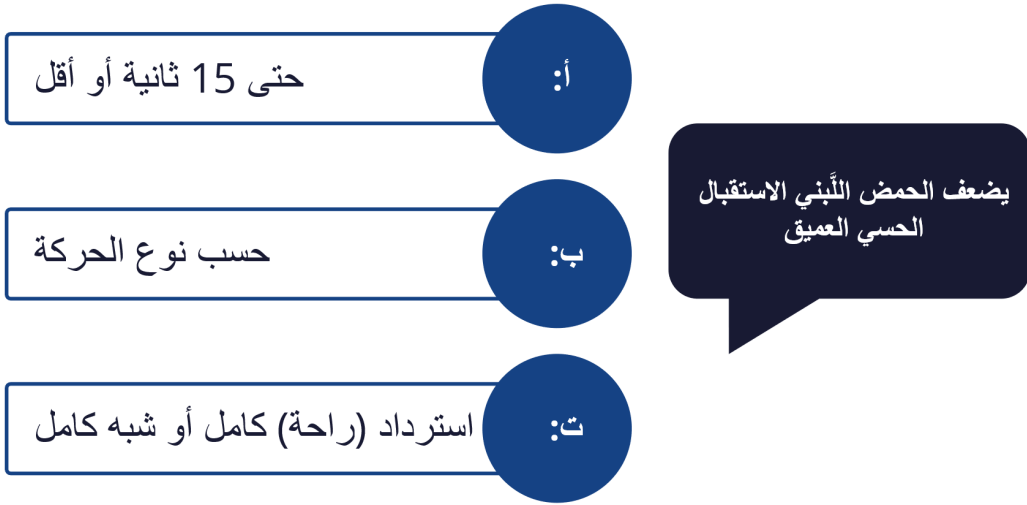 أ:
حتى 15 ثانية أو أقل
ب:
حسب نوع الحركة
ت:
استرداد (راحة) كامل أو شبه كامل
يضعف الحمض اللَّبني الاستقبال
الحسي العميق